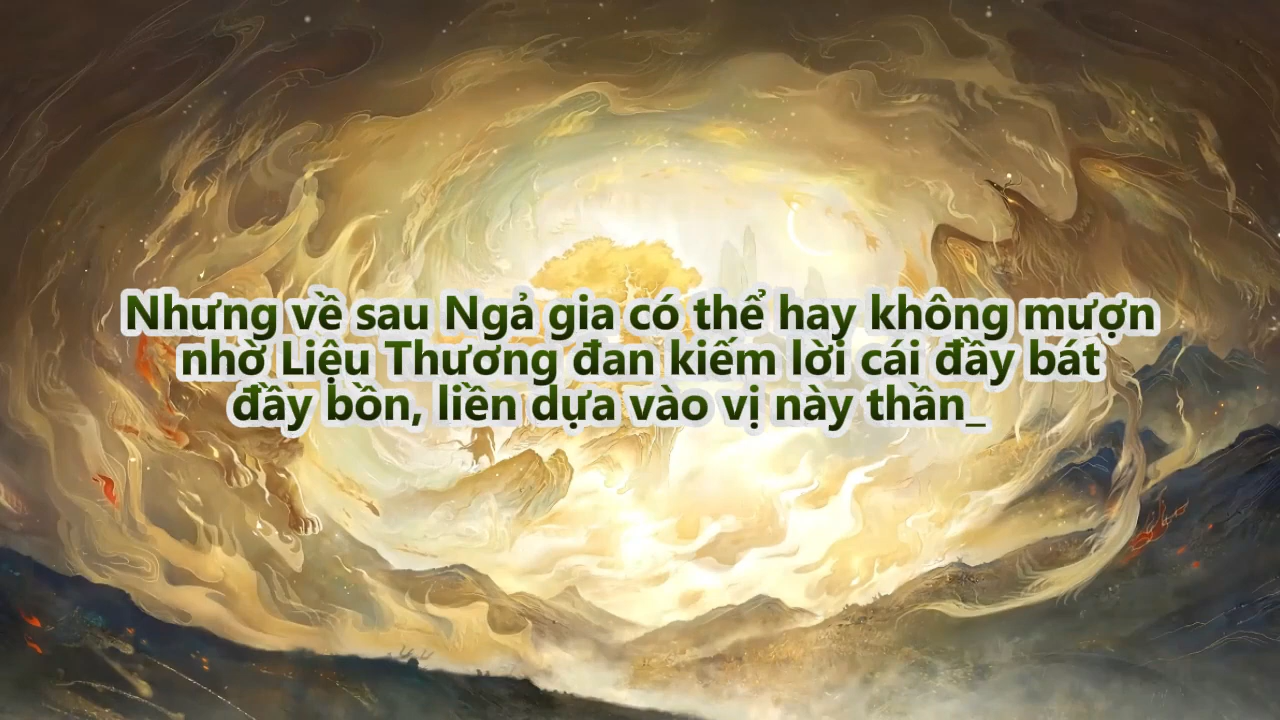 Nhưng về sau Ngả gia có thể hay không mượn
nhờ Liệu Thương đan kiếm lời cái đầy bát
đầy bồn, liền dựa vào vị này thần_